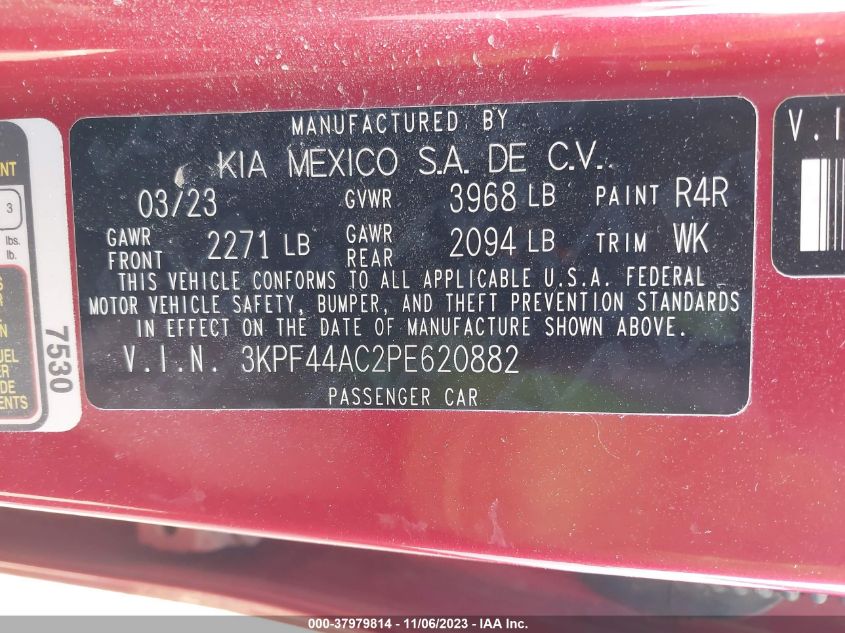 MANUFACTURED BY
KIA MEXICO S.A. DE C.V.
03/23 GVWR 3968 LB PAINT R4R
GAWR FRONT 2271 LB GAWR REAR 2094 LB TRIM WK
THIS VEHICLE CONFORMS TO ALL APPLICABLE U.S.A. FEDERAL
MOTOR VEHICLE SAFETY, BUMPER, AND THEFT PREVENTION STANDARDS
IN EFFECT ON THE DATE OF MANUFACTURE SHOWN ABOVE.
V.I.N. 3KPF44AC2PE620882
PASSENGER CAR
3
lbs.
lb.
7530
V.I
000-37979814 - 11/06/2023 - IAA Inc.